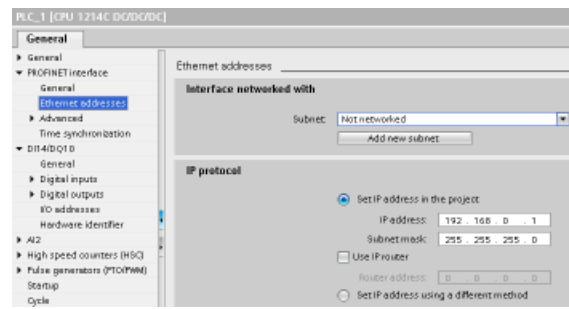 PLC_1 [CPU 1214C DC/DC/DC]
General
General
PROFINET interface
General
Ethernet addresses
Advanced
Time synchronization
DI14/DQ10
General
Digital inputs
Digital outputs
I/O addresses
Hardware identifier
AI2
High speed counters (HSC)
Pulse generators (PTO/PWM)
Startup
Cycle
Ethernet addresses
Interface networked with
Subnet: Not networked
Add new subnet
IP protocol
Set IP address in the project
IP address: 192 . 168 . 0 . 1
Subnet mask: 255 . 255 . 255 . 0
Use IP router
Router address: 0 . 0 . 0 . 0
Set IP address using a different method